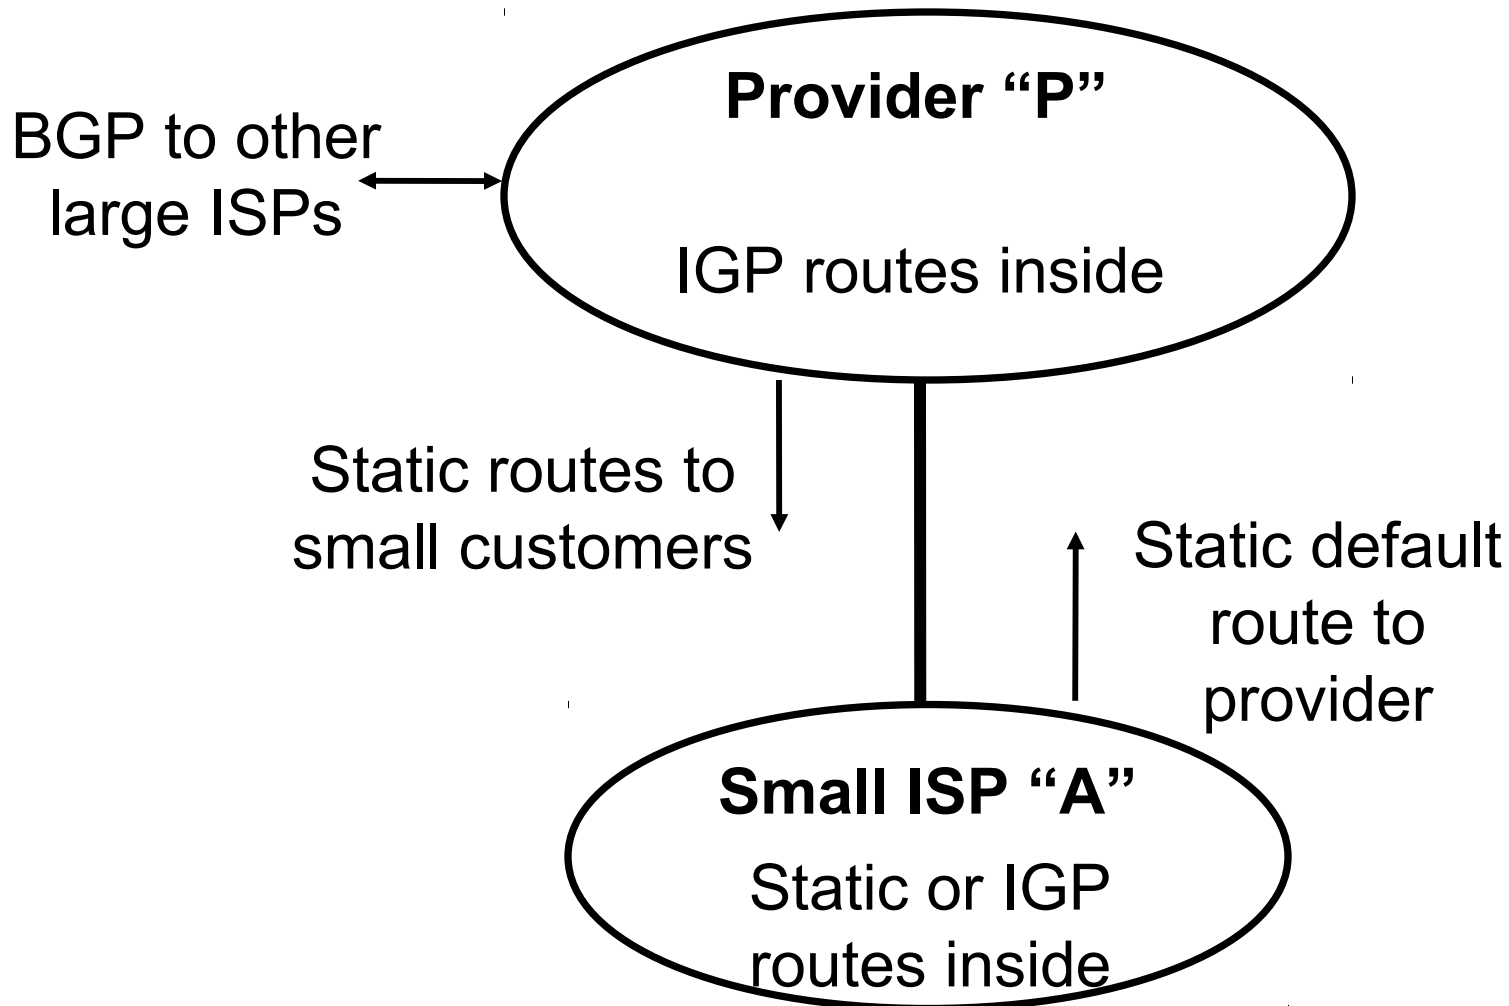 Provider “P”
BGP to other
large ISPs
IGP routes inside
Static routes to
small customers
Static default
route to
provider
Small ISP “A”
Static or IGP
routes inside